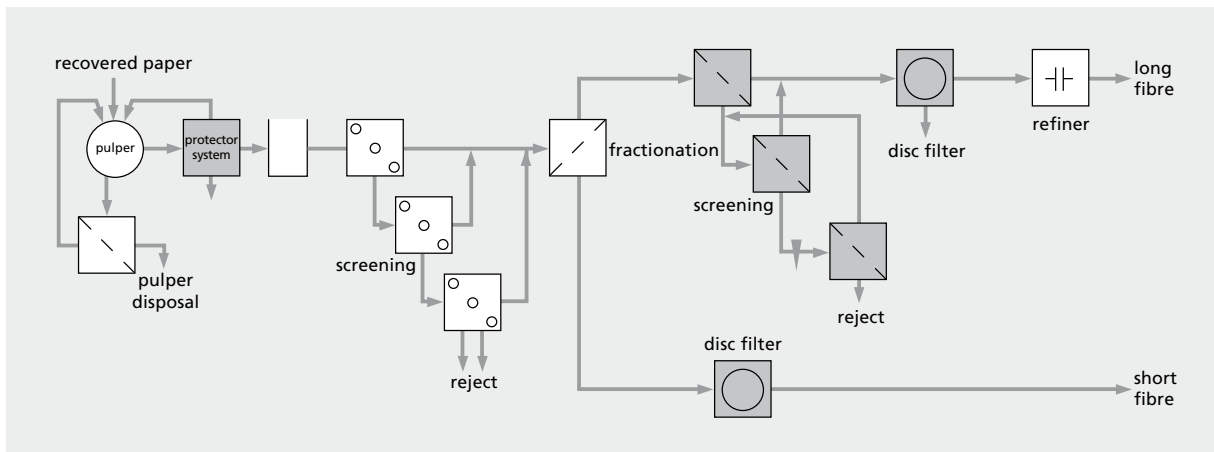 recovered paper
pulper
protector
system
pulper
disposal
screening
reject
fractionation
screening
reject
disc filter
refiner
long
fibre
disc filter
short
fibre